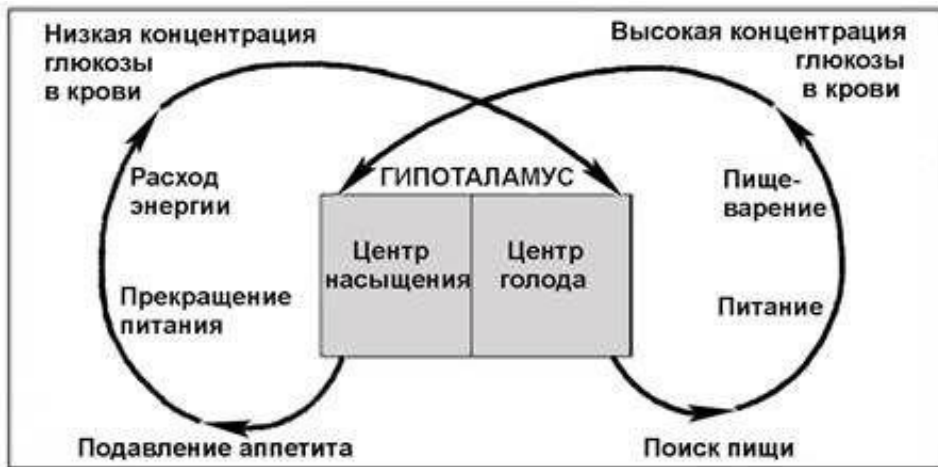 Низкая концентрация
глюкозы
в крови
Высокая концентрация
глюкозы
в крови
Расход
энергии
ГИПОТАЛАМУС
Пище-
варение
Центр
насыщения
Центр
голода
Прекращение
питания
Питание
Подавление аппетита
Поиск пищи